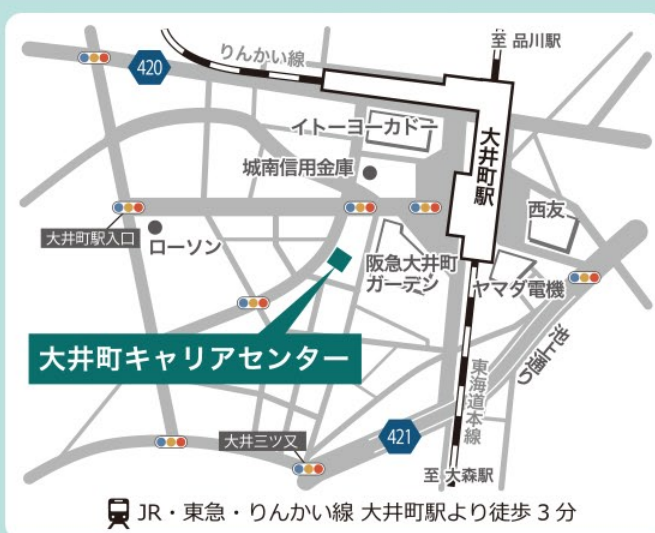 至 品川駅
りんかい線
420
イトーヨーカドー
大井町駅
城南信用金庫
西友
大井町駅入口
ローソン
阪急大井町
ガーデン
ヤマダ電機
池上通り
大井町キャリアセンター
東海道本線
421
大井三ツ又
至 大森駅
JR・東急・りんかい線 大井町駅より徒歩 3 分